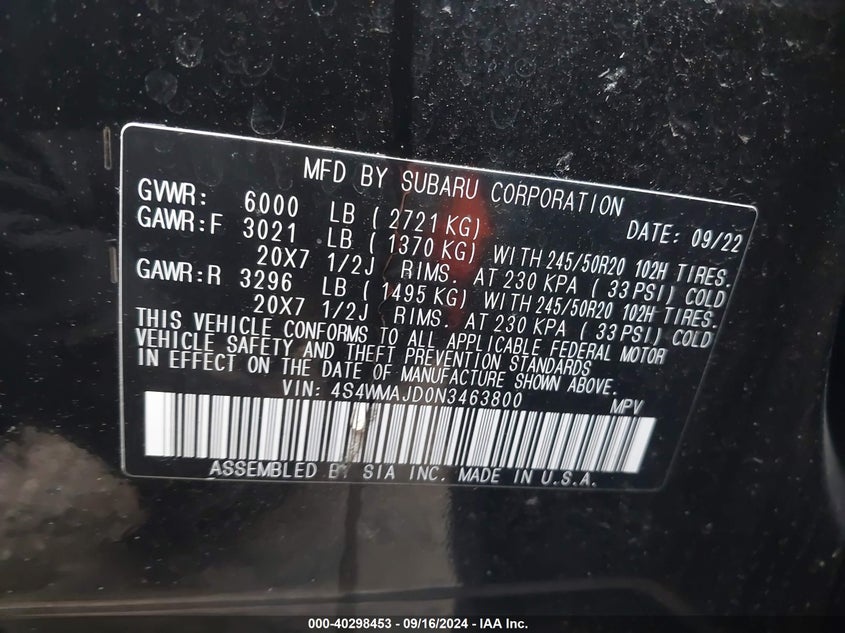 MFD BY SUBARU CORPORATION
GVWR: 6000 LB ( 2721 KG) DATE: 09/22
GAWR:F 3021 LB ( 1370 KG) WITH 245/50R20 102H TIRES.
20X7 1/2J RIMS. AT 230 KPA ( 33 PSI) COLD
GAWR:R 3296 LB ( 1495 KG) WITH 245/50R20 102H TIRES.
20X7 1/2J RIMS. AT 230 KPA ( 33 PSI) COLD
THIS VEHICLE CONFORMS TO ALL APPLICABLE FEDERAL MOTOR
VEHICLE SAFETY AND THEFT PREVENTION STANDARDS
IN EFFECT ON THE DATE OF MANUFACTURE SHOWN ABOVE.
VIN: 4S4WMAJD0N3463800 MPV
ASSEMBLED BY SIA INC. MADE IN U.S.A.
000-40298453 - 09/16/2024 - IAA Inc.